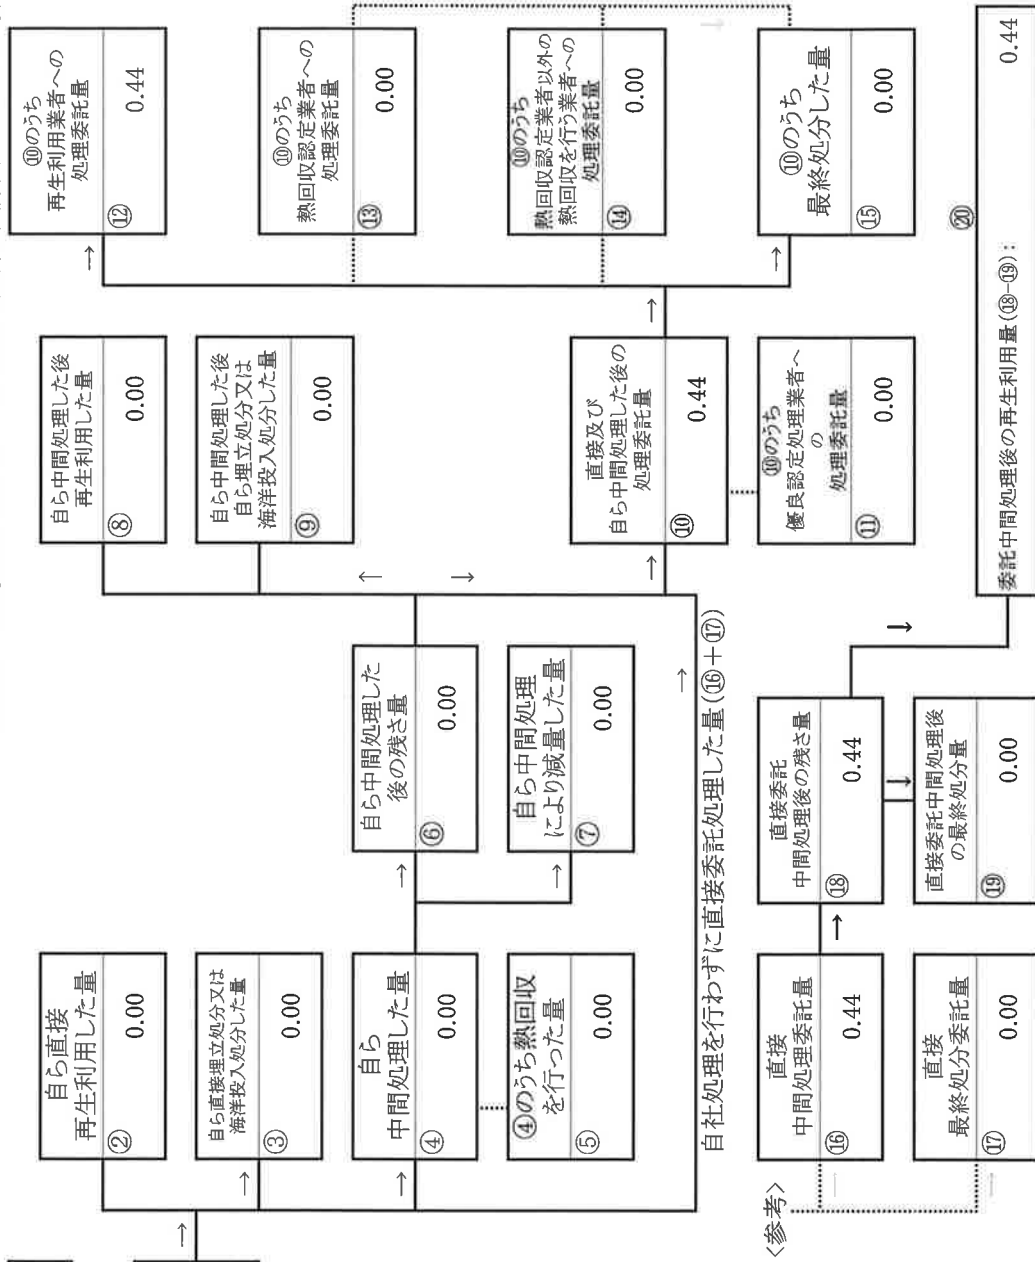 自ら直接
再生利用した量
② 0.00
自ら直接埋立処分又は
海洋投入処分した量
③ 0.00
自ら
中間処理した量
④ 0.00
④のうち熱回収
を行った量
⑤ 0.00
自ら中間処理した
後の残さ量
⑥ 0.00
自ら中間処理
により減量した量
⑦ 0.00
自ら中間処理した後
再生利用した量
⑧ 0.00
自ら中間処理した後
自ら埋立処分又は
海洋投入処分した量
⑨ 0.00
直接及び
自ら中間処理した後の
処理委託量
⑩ 0.44
⑩のうち
優良認定処理業者へ
の
処理委託量
⑪ 0.00
⑩のうち
再生利用業者への
処理委託量
⑫ 0.44
⑩のうち
熱回収認定業者への
処理委託量
⑬ 0.00
⑩のうち
熱回収認定業者以外の
熱回収を行う業者への
処理委託量
⑭ 0.00
⑩のうち
最終処分した量
⑮ 0.00
自社処理を行わずに直接委託処理した量(⑯+⑰)
<参考>
直接
中間処理委託量
⑯ 0.44
直接
最終処分委託量
⑰ 0.00
直接委託
中間処理後の残さ量
⑱ 0.44
直接委託中間処理後
の最終処分量
⑲ 0.00
⑳
委託中間処理後の再生利用量(⑱-⑲): 0.44